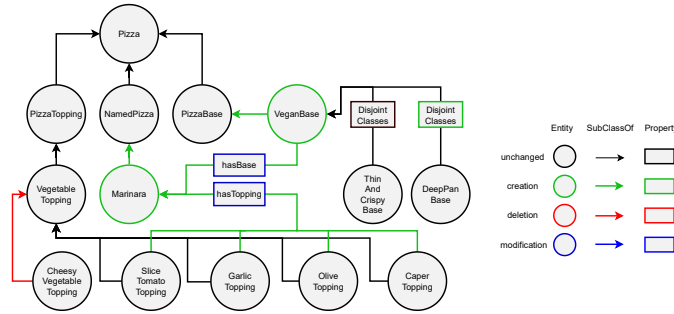 Pizza
PizzaTopping
NamedPizza
PizzaBase
VeganBase
Disjoint
Classes
Disjoint
Classes
hasBase
hasTopping
Vegetable
Topping
Marinara
Thin
And
Crispy
Base
DeepPan
Base
Cheesy
Vegetable
Topping
Slice
Tomato
Topping
Garlic
Topping
Olive
Topping
Caper
Topping
Entity
SubClassOf
Property
unchanged
creation
deletion
modification